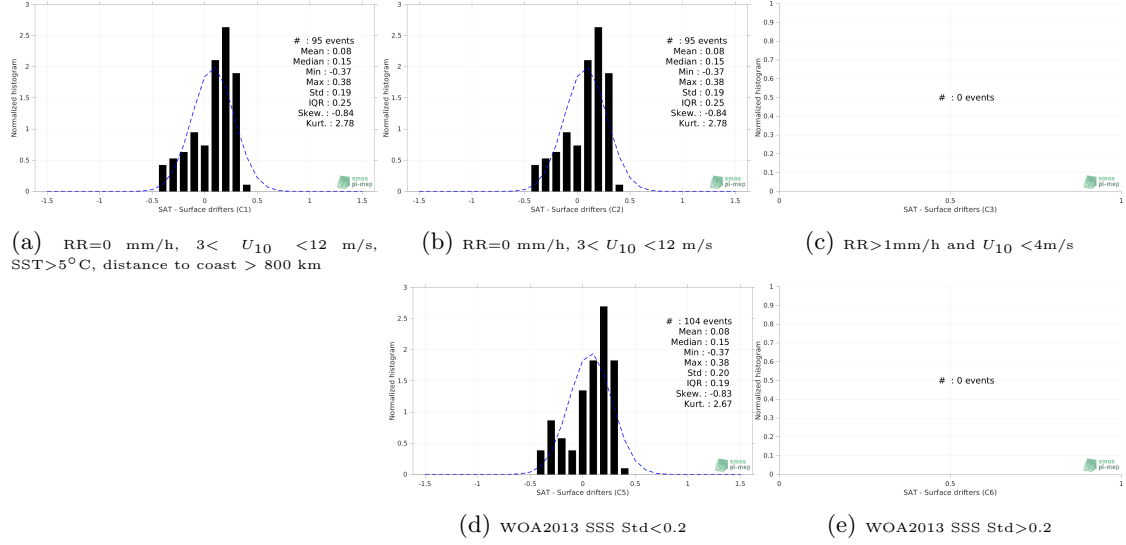 3
2.5
2
1.5
1
0.5
0
-1.5
-1
-0.5
0
0.5
1
1.5
Normalized histogram
SAT - Surface drifters (C1)
# : 95 events
Mean : 0.08
Median : 0.15
Min : -0.37
Max : 0.38
Std : 0.19
IQR : 0.25
Skew. : -0.84
Kurt. : 2.78
smos
pi-mep
(a) RR=0 mm/h, 3< U10 <12 m/s,
SST>5°C, distance to coast > 800 km
3
2.5
2
1.5
1
0.5
0
-1.5
-1
-0.5
0
0.5
1
1.5
Normalized histogram
SAT - Surface drifters (C2)
# : 95 events
Mean : 0.08
Median : 0.15
Min : -0.37
Max : 0.38
Std : 0.19
IQR : 0.25
Skew. : -0.84
Kurt. : 2.78
smos
pi-mep
(b) RR=0 mm/h, 3< U10 <12 m/s
1
0.9
0.8
0.7
0.6
0.5
0.4
0.3
0.2
0.1
0
0
0.5
1
Normalized histogram
SAT - Surface drifters (C3)
# : 0 events
smos
pi-mep
(c) RR>1mm/h and U10 <4m/s
3
2.5
2
1.5
1
0.5
0
-1.5
-1
-0.5
0
0.5
1
1.5
Normalized histogram
SAT - Surface drifters (C5)
# : 104 events
Mean : 0.08
Median : 0.15
Min : -0.37
Max : 0.38
Std : 0.20
IQR : 0.19
Skew. : -0.83
Kurt. : 2.67
smos
pi-mep
(d) WOA2013 SSS Std<0.2
1
0.9
0.8
0.7
0.6
0.5
0.4
0.3
0.2
0.1
0
0
0.5
1
Normalized histogram
SAT - Surface drifters (C6)
# : 0 events
smos
pi-mep
(e) WOA2013 SSS Std>0.2